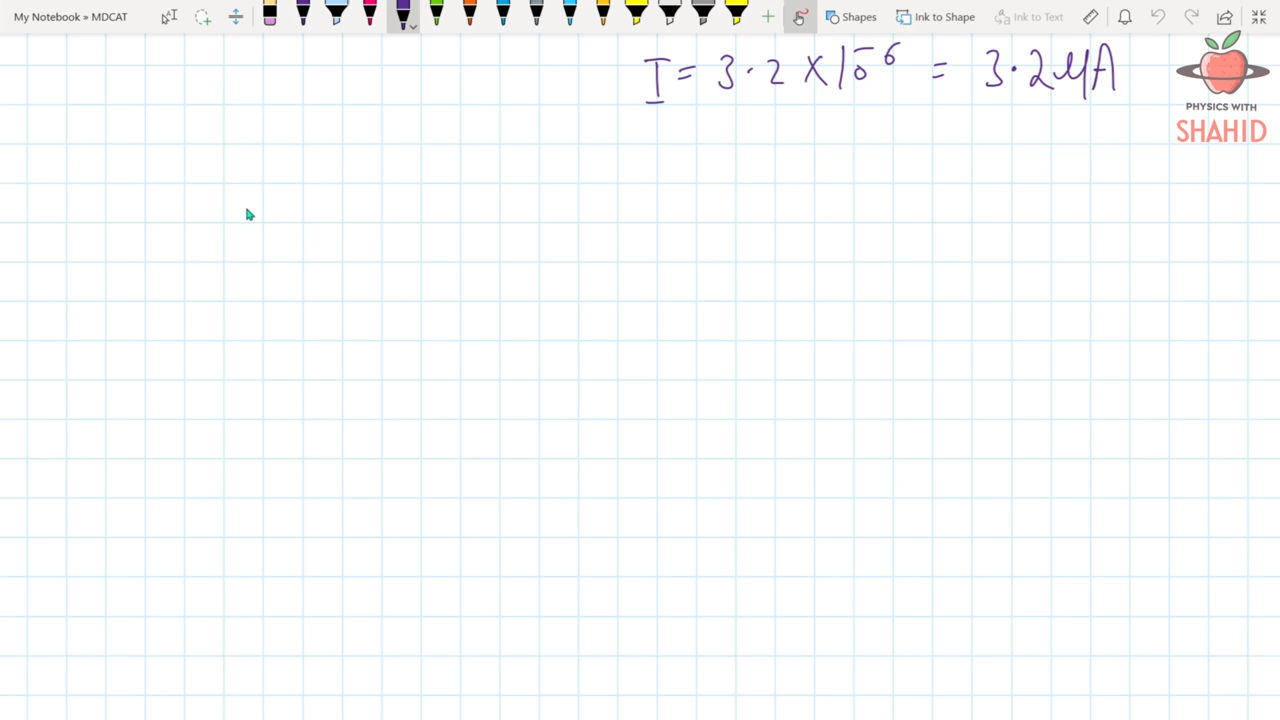 My Notebook » MDCAT
Shapes
Ink to Shape
Ink to Text
I = 3.2 X 10⁻⁶ = 3.2 μA
PHYSICS WITH
SHAHID